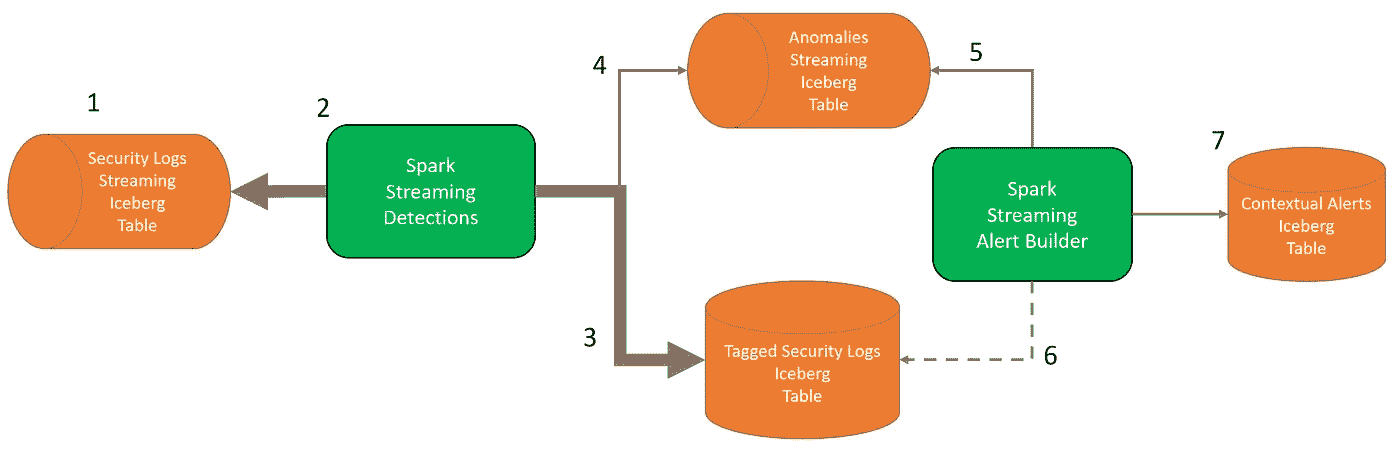 1
Security Logs
Streaming
Iceberg
Table
2
Spark
Streaming
Detections
3
4
Anomalies
Streaming
Iceberg
Table
5
Tagged Security Logs
Iceberg
Table
6
Spark
Streaming
Alert Builder
7
Contextual Alerts
Iceberg
Table